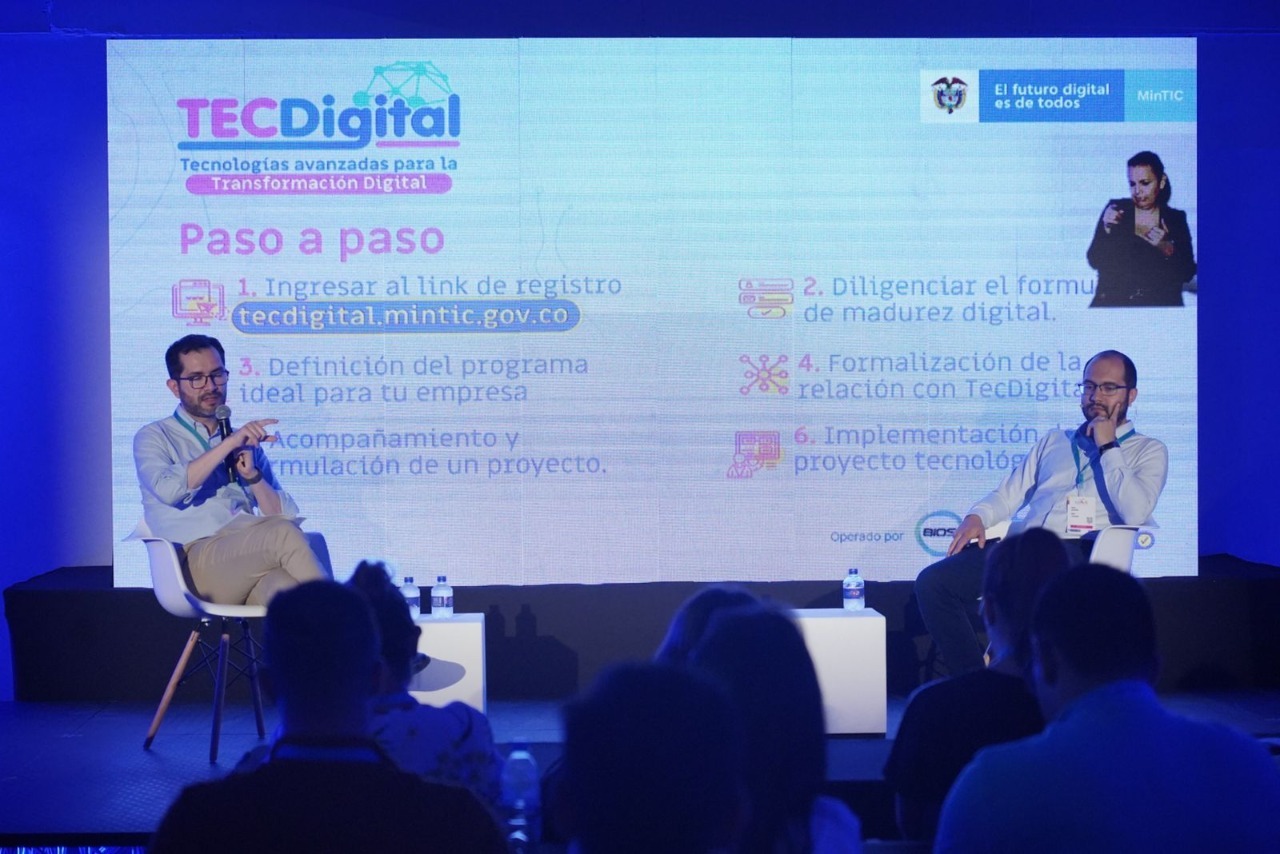 TECDigital
Tecnologías avanzadas para la
Transformación Digital
El futuro digital
es de todos
MinTIC
Paso a paso
1. Ingresar al link de registro
tecdigital.mintic.gov.co
2. Diligenciar el formu
de madurez digital.
3. Definición del programa
ideal para tu empresa
4. Formalización de la
relación con TecDigita
Acompañamiento y
mulación de un proyecto.
6. Implementación d
proyecto tecnológ
Operado por
BIOS